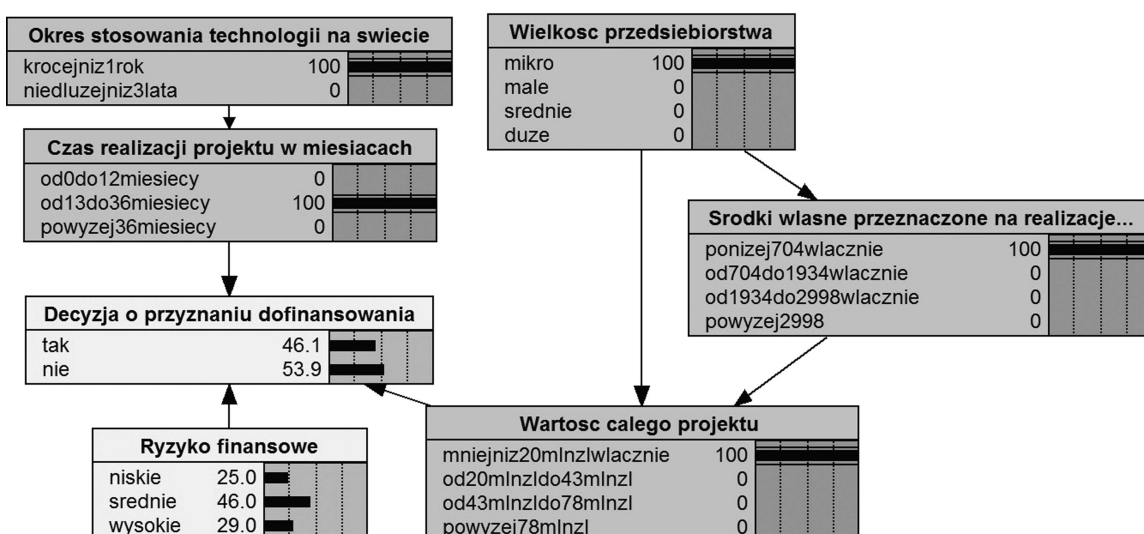 Okres stosowania technologii na swiecie
krocejniz1rok 100
niedluzejniz3lata 0
Czas realizacji projektu w miesiacach
od0do12miesiecy 0
od13do36miesiecy 100
powyzej36miesiecy 0
Decyzja o przyznaniu dofinansowania
tak 46.1
nie 53.9
Ryzyko finansowe
niskie 25.0
srednie 46.0
wysokie 29.0
Wielkosc przedsiebiorstwa
mikro 100
male 0
srednie 0
duze 0
Srodki wlasne przeznaczone na realizacje...
ponizej704wlacznie 100
od704do1934wlacznie 0
od1934do2998wlacznie 0
powyzej2998 0
Wartosc calego projektu
mniejniz20mlnzlwlacznie 100
od20mlnzldo43mlnzl 0
od43mlnzldo78mlnzl 0
powyzej78mlnzl 0